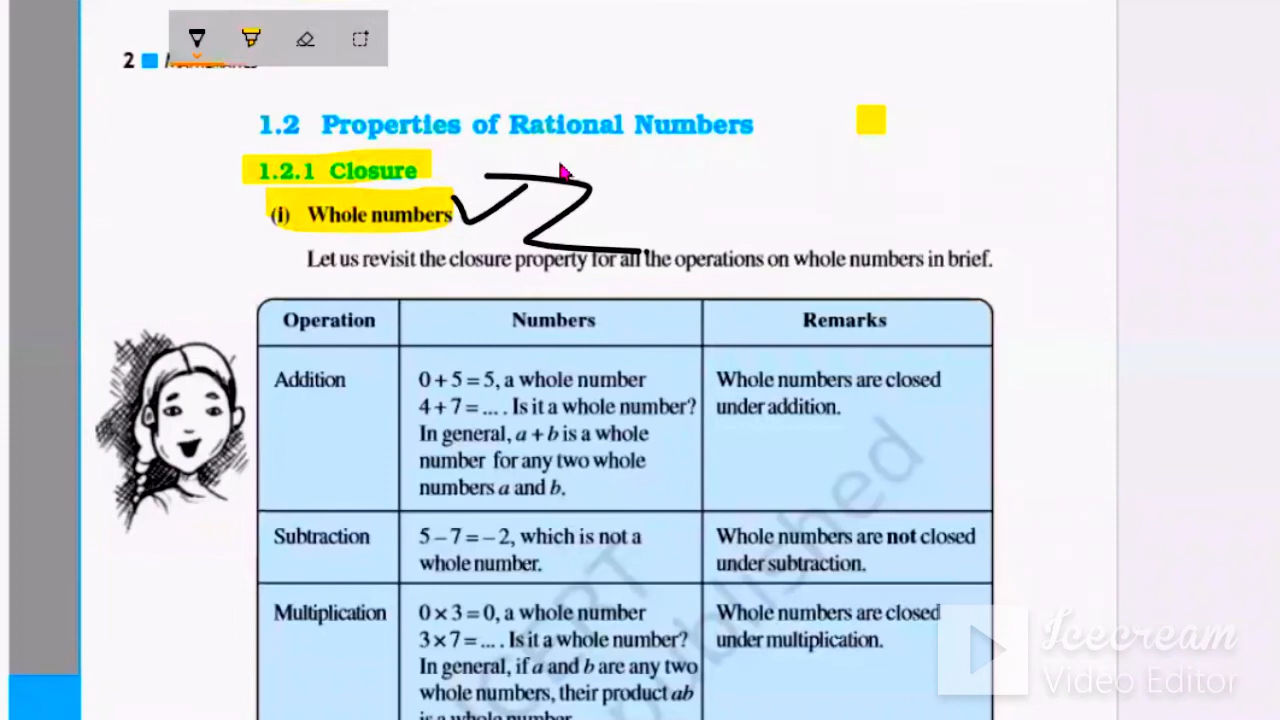 2
1.2 Properties of Rational Numbers
1.2.1 Closure
(i) Whole numbers
Let us revisit the closure property for all the operations on whole numbers in brief.
Operation Numbers Remarks
Addition 0 + 5 = 5, a whole number Whole numbers are closed
4 + 7 = ... . Is it a whole number? under addition.
In general, a + b is a whole
number for any two whole
numbers a and b.
Subtraction 5 – 7 = – 2, which is not a Whole numbers are not closed
whole number. under subtraction.
Multiplication 0 × 3 = 0, a whole number Whole numbers are closed
3 × 7 = ... . Is it a whole number? under multiplication.
In general, if a and b are any two
whole numbers, their product ab
is a whole number
Icecream
Video Editor
published